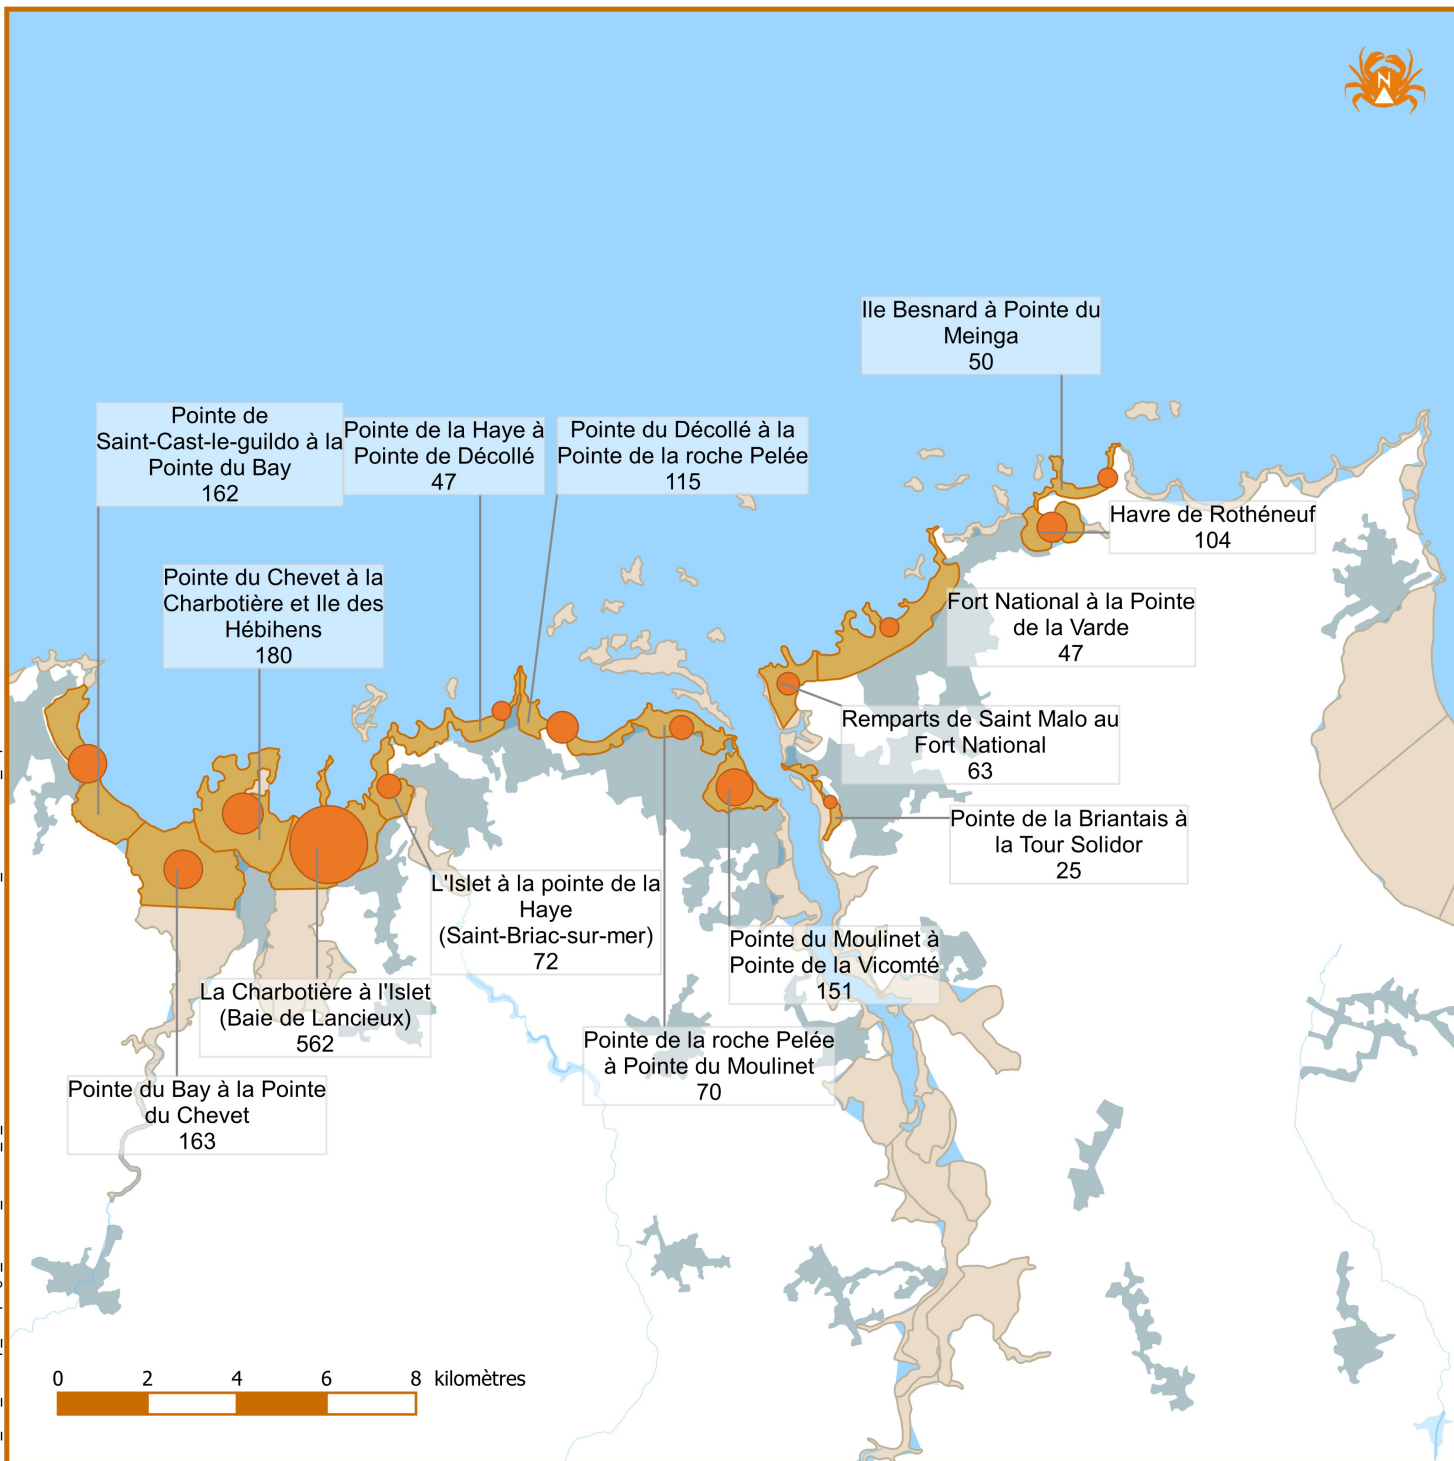 N
Ile Besnard à Pointe du
Meinga
50
Pointe de
Saint-Cast-le-guildo à la
Pointe du Bay
162
Pointe de la Haye à
Pointe de Décollé
47
Pointe du Décollé à la
Pointe de la roche Pelée
115
Havre de Rothéneuf
104
Pointe du Chevet à la
Charbotière et Ile des
Hébihens
180
Fort National à la Pointe
de la Varde
47
Remparts de Saint Malo au
Fort National
63
Pointe de la Briantais à
la Tour Solidor
25
L'Islet à la pointe de la
Haye
(Saint-Briac-sur-mer)
72
Pointe du Moulinet à
Pointe de la Vicomté
151
La Charbotière à l'Islet
(Baie de Lancieux)
562
Pointe de la roche Pelée
à Pointe du Moulinet
70
Pointe du Bay à la Pointe
du Chevet
163
0 2 4 6 8 kilomètres